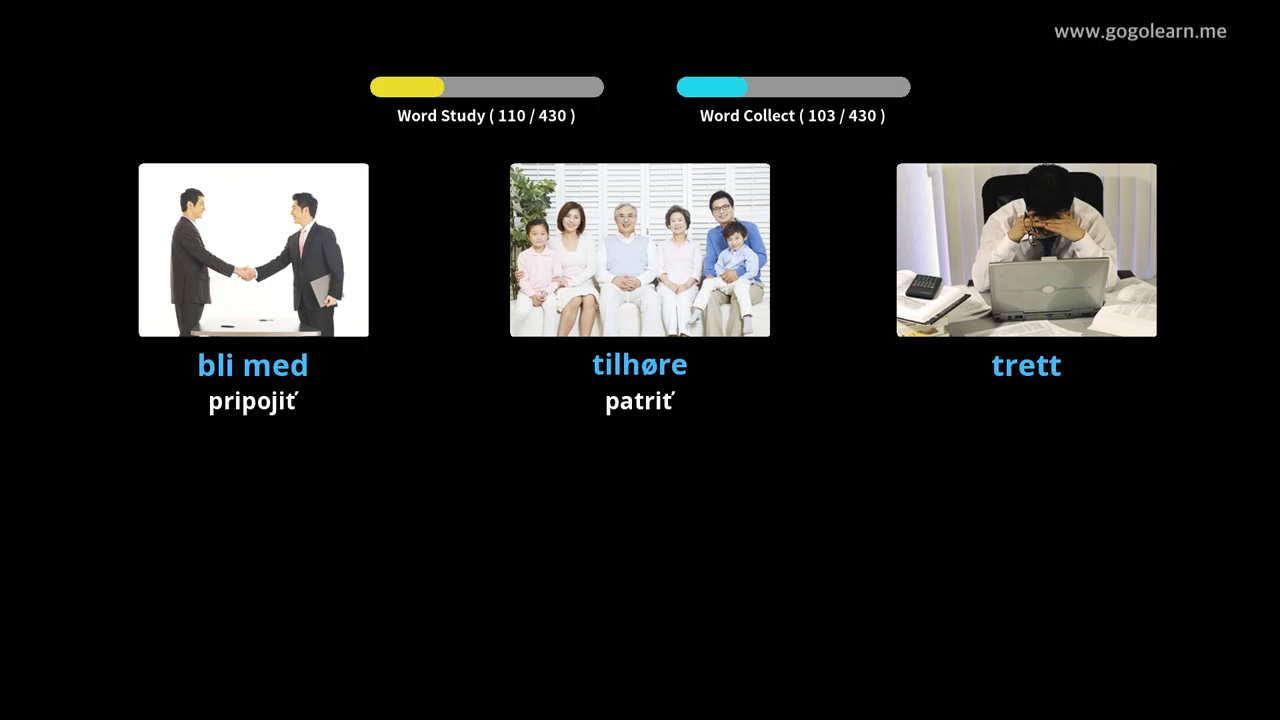 www.gogolearn.me
Word Study ( 110 / 430 )
Word Collect ( 103 / 430 )
bli med
tilhøre
trett
pripojiť
patriť